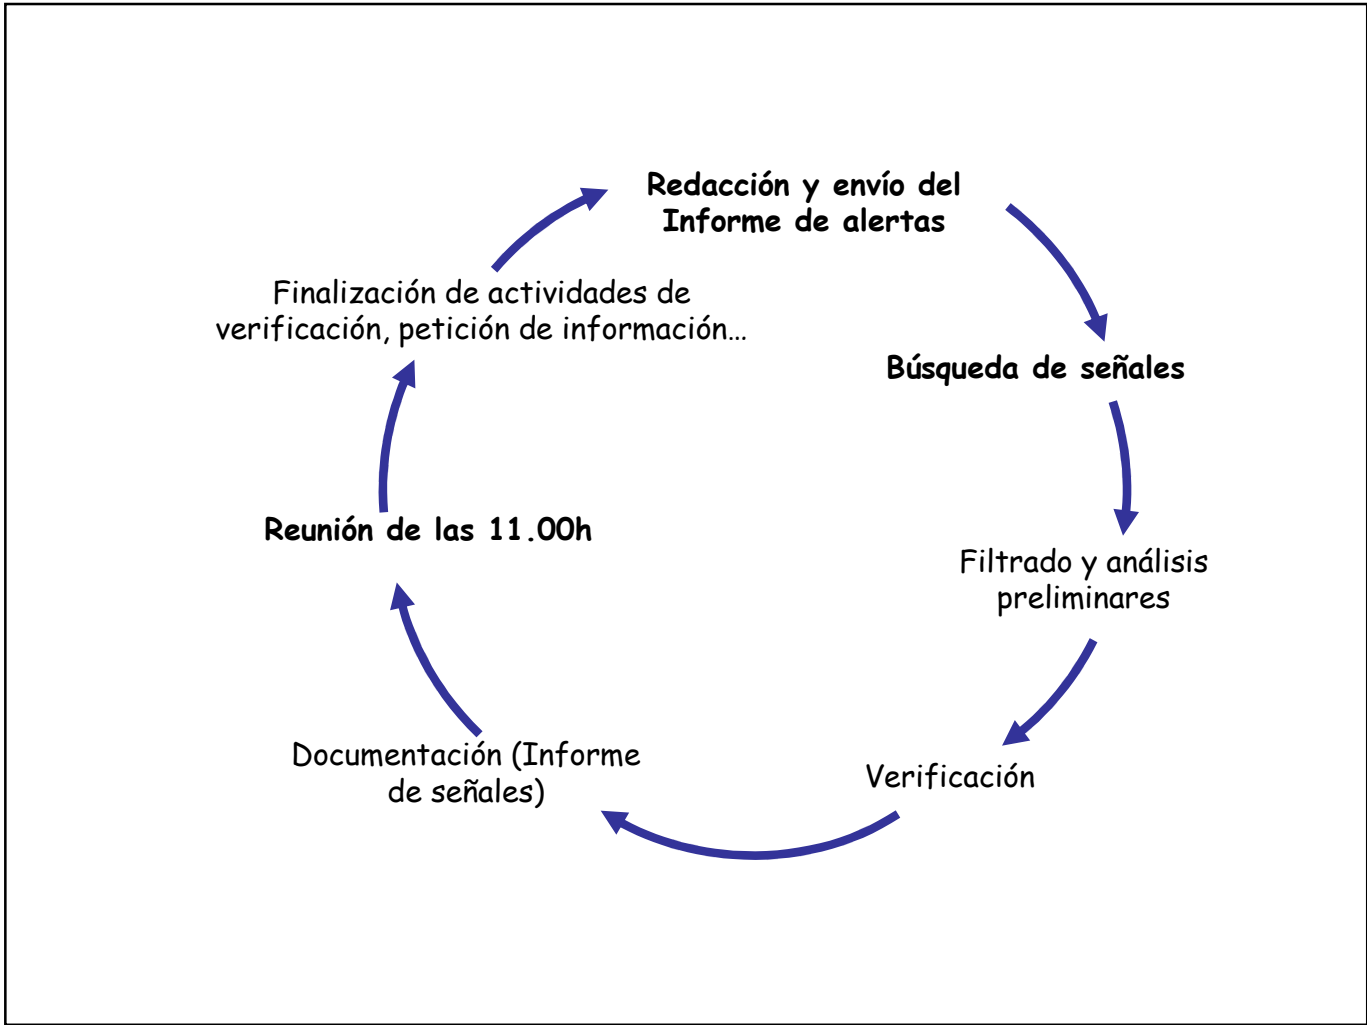 Redacción y envío del
Informe de alertas
Búsqueda de señales
Filtrado y análisis
preliminares
Verificación
Documentación (Informe
de señales)
Reunión de las 11.00h
Finalización de actividades de
verificación, petición de información…